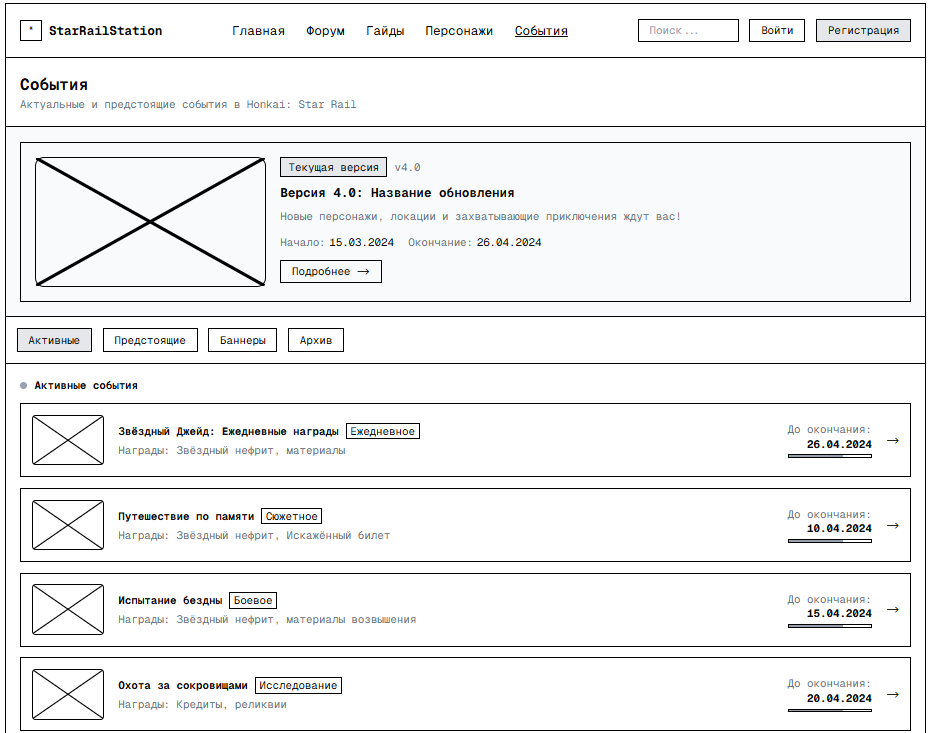 * StarRailStation Главная Форум Гайды Персонажи События Поиск... Войти Регистрация
События
Актуальные и предстоящие события в Honkai: Star Rail
Текущая версия v4.0
Версия 4.0: Название обновления
Новые персонажи, локации и захватывающие приключения ждут вас!
Начало: 15.03.2024 Окончание: 26.04.2024
Подробнее →
Активные Предстоящие Баннеры Архив
Активные события
Звёздный Джейд: Ежедневные награды Ежедневное
Награды: Звёздный нефрит, материалы
До окончания:
26.04.2024 →
Путешествие по памяти Сюжетное
Награды: Звёздный нефрит, Искажённый билет
До окончания:
10.04.2024 →
Испытание бездны Боевое
Награды: Звёздный нефрит, материалы возвышения
До окончания:
15.04.2024 →
Охота за сокровищами Исследование
Награды: Кредиты, реликвии
До окончания:
20.04.2024 →